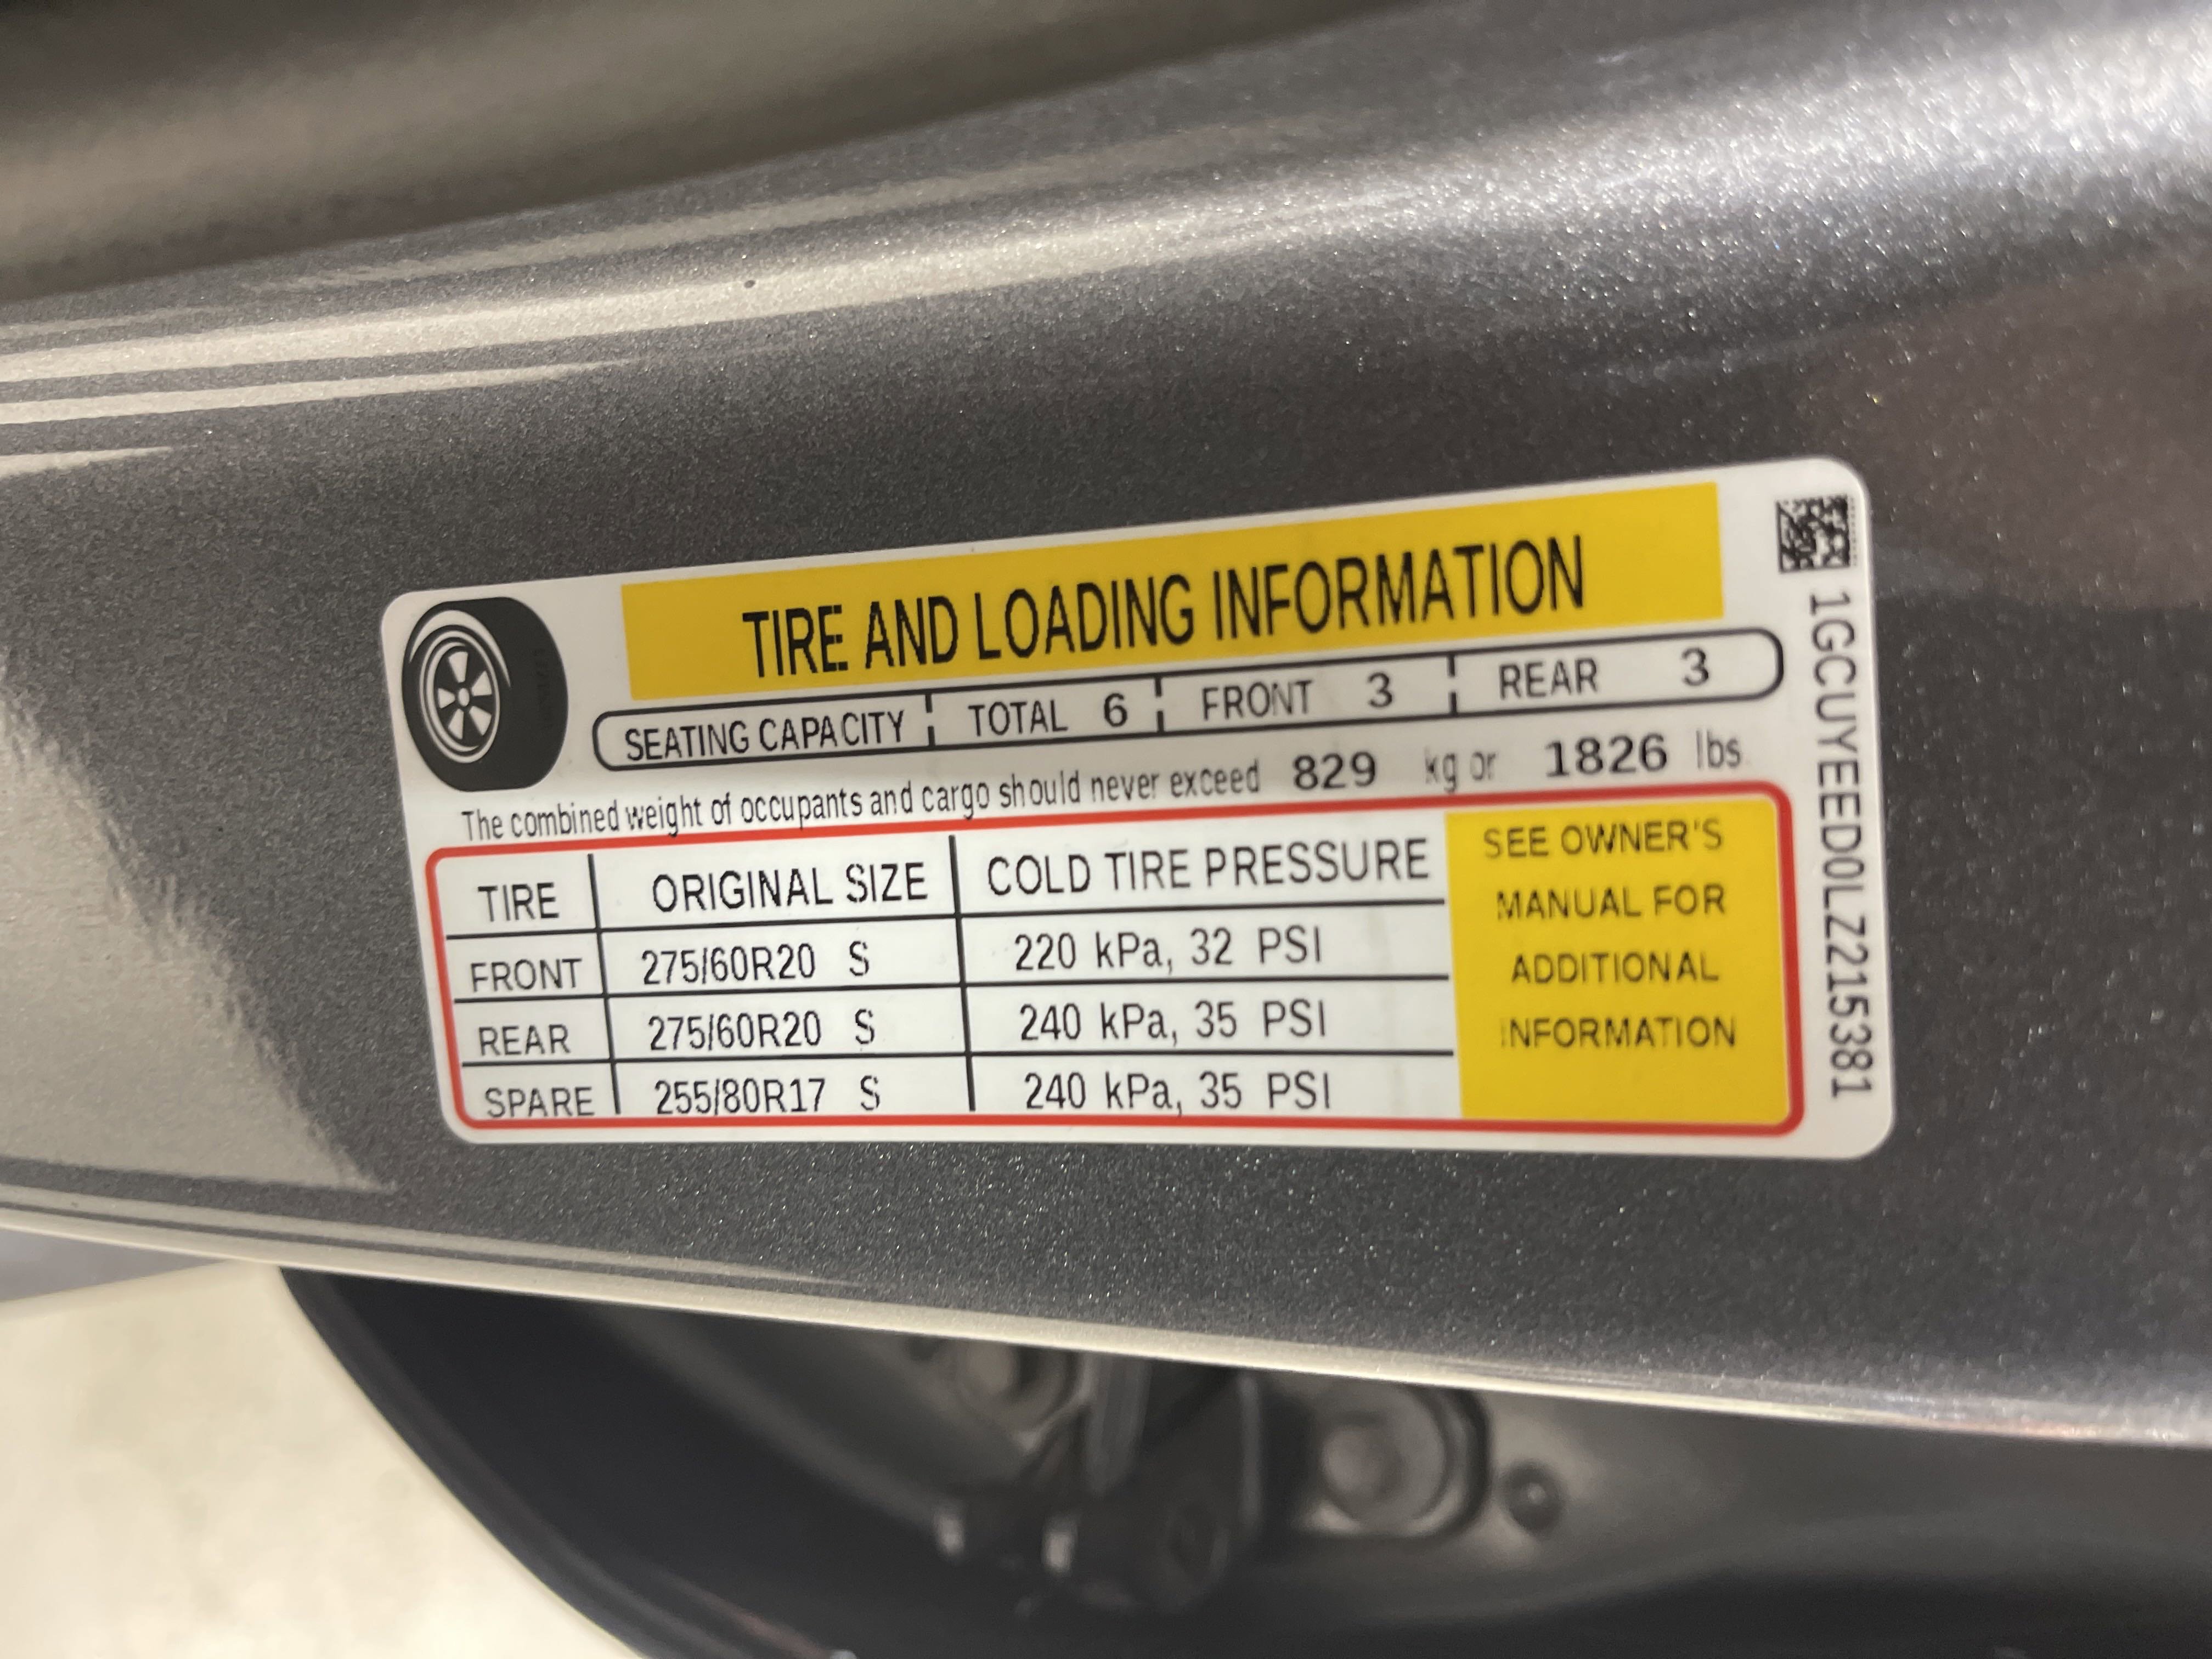 TIRE AND LOADING INFORMATION
SEATING CAPACITY TOTAL 6 FRONT 3 REAR 3
The combined weight of occupants and cargo should never exceed 829 kg or 1826 lbs
TIRE ORIGINAL SIZE COLD TIRE PRESSURE
FRONT 275/60R20 S 220 kPa, 32 PSI
REAR 275/60R20 S 240 kPa, 35 PSI
SPARE 255/80R17 S 240 kPa, 35 PSI
SEE OWNER'S
MANUAL FOR
ADDITIONAL
INFORMATION
1GCUYEED0LZ215381